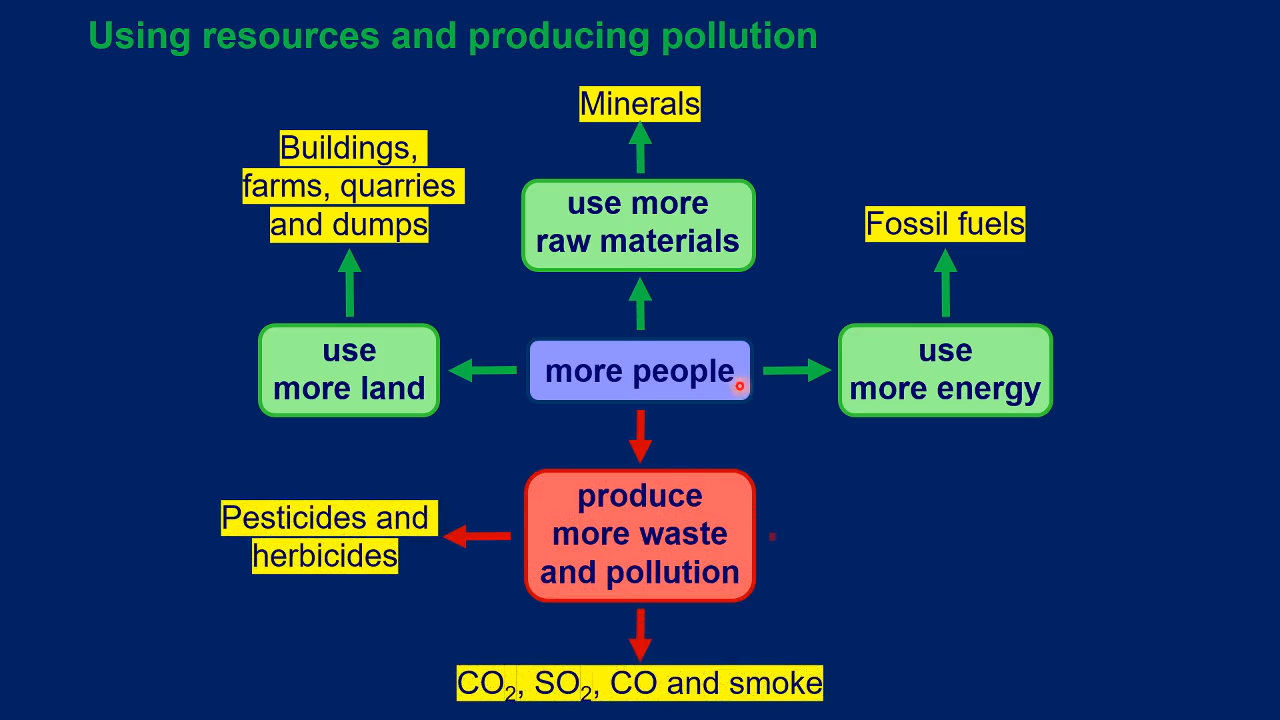 Using resources and producing pollution
Minerals
Buildings,
farms, quarries
and dumps
use more
raw materials
Fossil fuels
use
more land
more people
use
more energy
Pesticides and
herbicides
produce
more waste
and pollution
CO₂, SO₂, CO and smoke